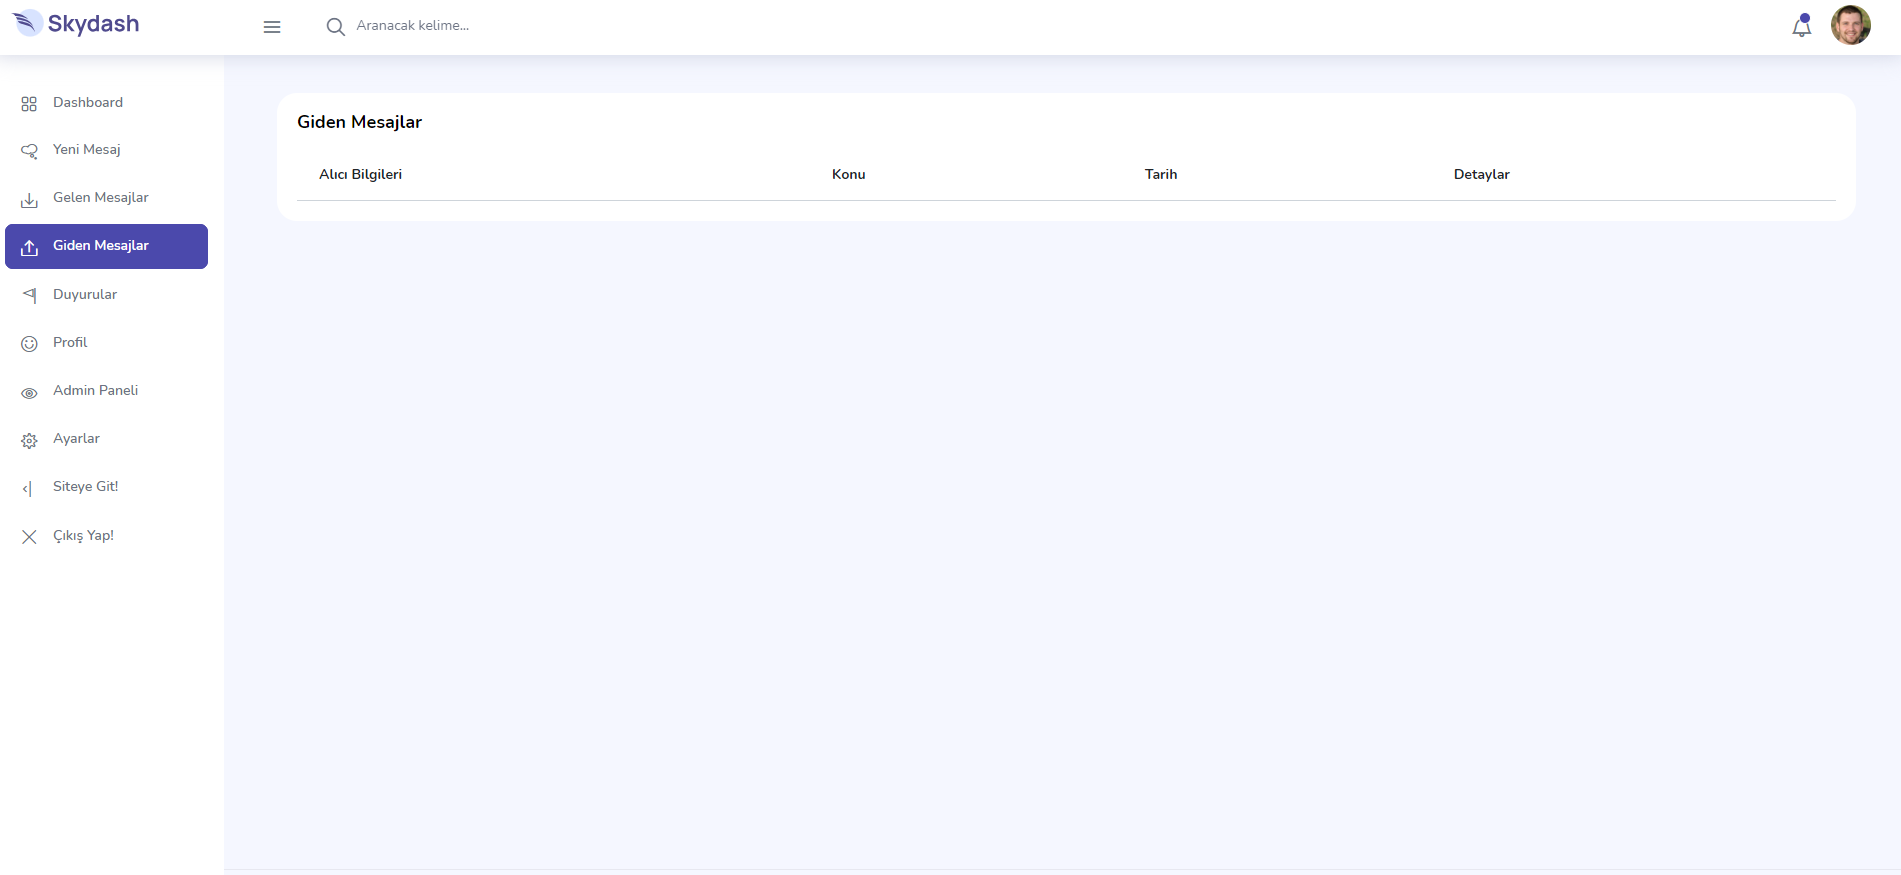 Skydash
Aranacak kelime...
Dashboard
Yeni Mesaj
Gelen Mesajlar
Giden Mesajlar
Duyurular
Profil
Admin Paneli
Ayarlar
Siteye Git!
Çıkış Yap!
Giden Mesajlar
Alıcı Bilgileri Konu Tarih Detaylar